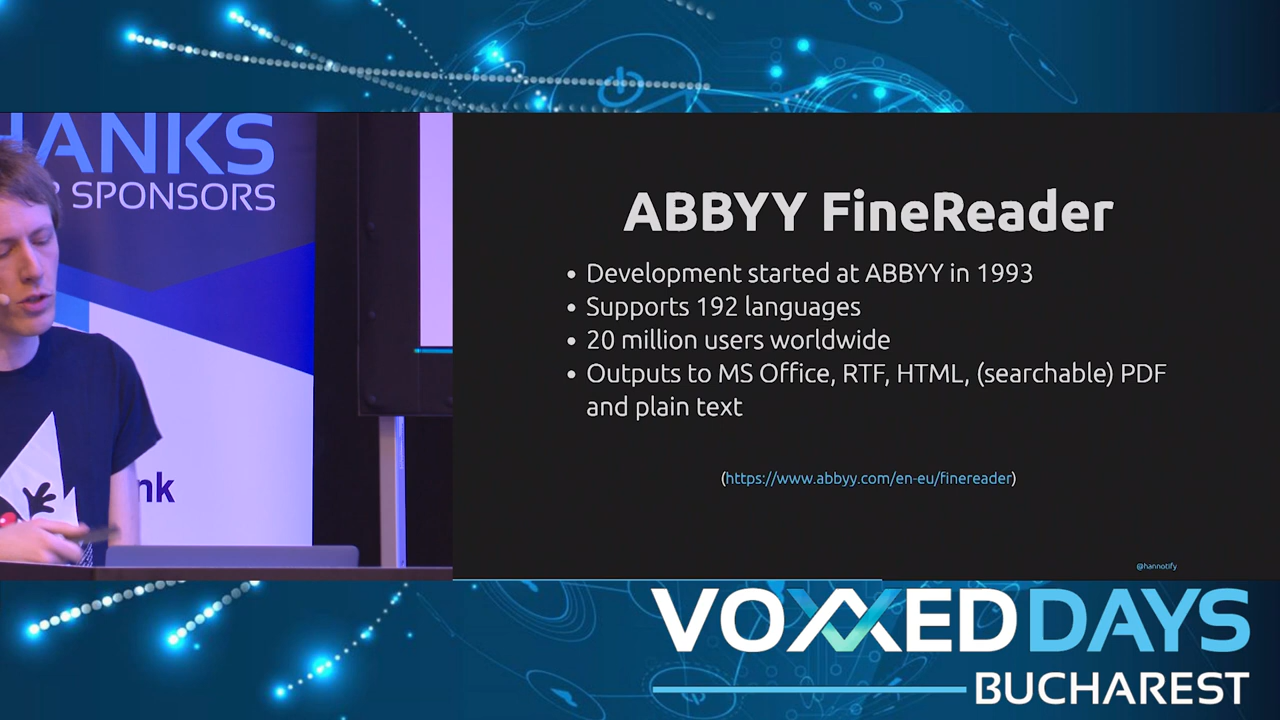 HANKS
SPONSORS
nk
ABBYY FineReader
• Development started at ABBYY in 1993
• Supports 192 languages
• 20 million users worldwide
• Outputs to MS Office, RTF, HTML, (searchable) PDF
and plain text
(https://www.abbyy.com/en-eu/finereader)
@hannotify
VOXXED DAYS
BUCHAREST